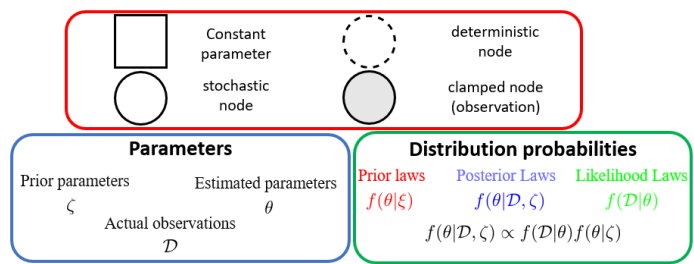 Constant
parameter
deterministic
node
stochastic
node
clamped node
(observation)
Parameters
Prior parameters
ζ
Estimated parameters
θ
Actual observations
𝒟
Distribution probabilities
Prior laws
f(θ|ξ)
Posterior Laws
f(θ|𝒟, ζ)
Likelihood Laws
f(𝒟|θ)
f(θ|𝒟, ζ) ∝ f(𝒟|θ)f(θ|ζ)